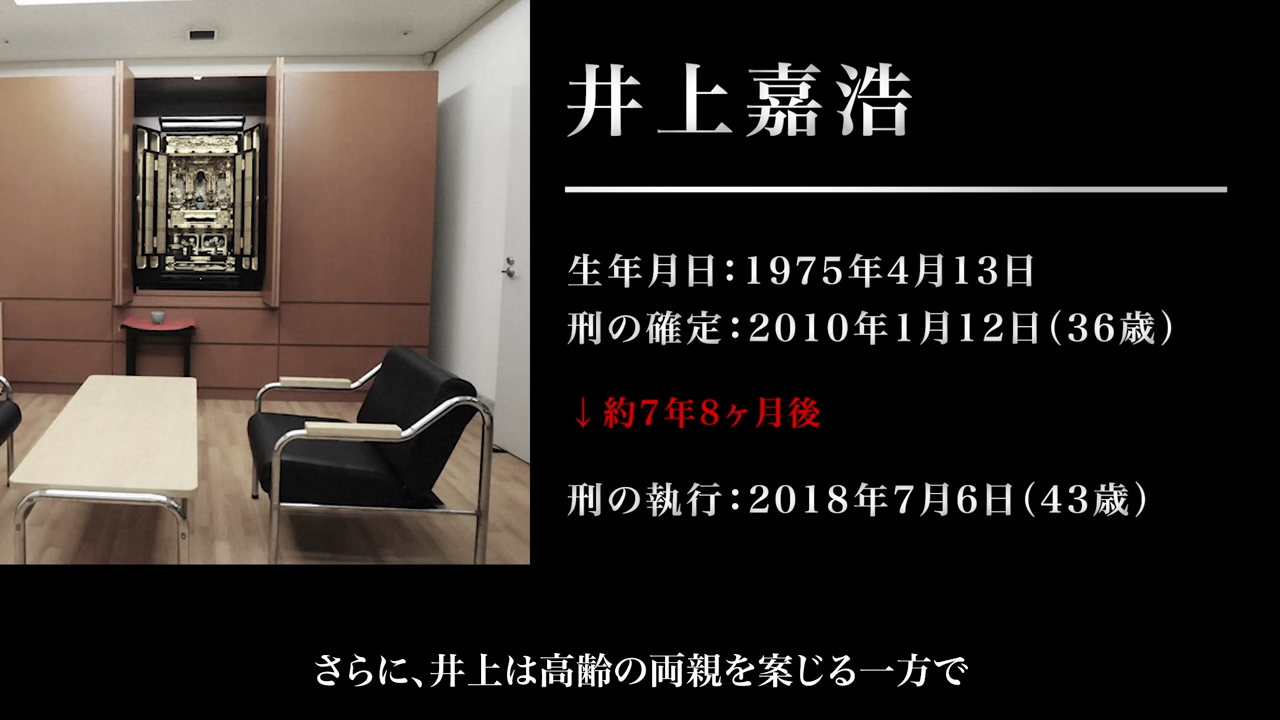 井上嘉浩
生年月日：1975年4月13日
刑の確定：2010年1月12日（36歳）
↓約7年8ヶ月後
刑の執行：2018年7月6日（43歳）
さらに、井上は高齢の両親を案じる一方で